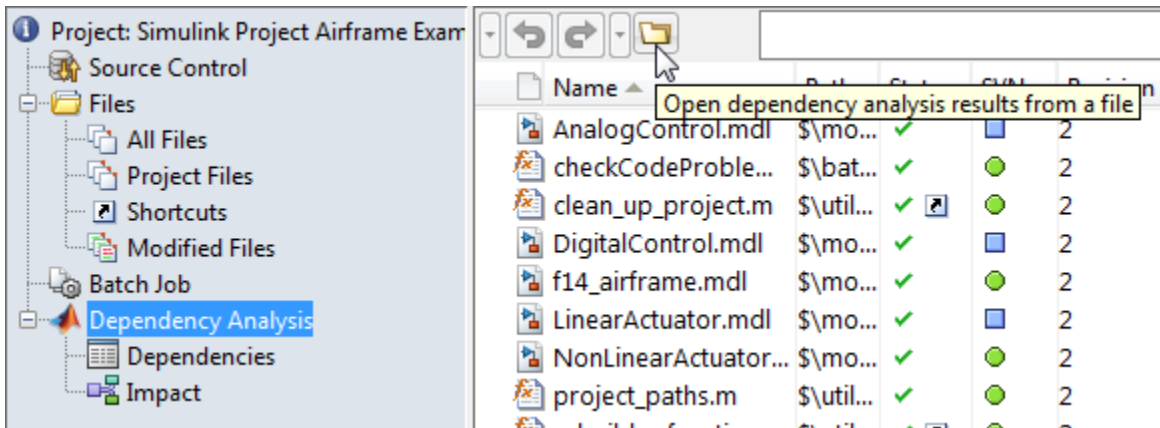 Project: Simulink Project Airframe Exam
Source Control
Files
All Files
Project Files
Shortcuts
Modified Files
Batch Job
Dependency Analysis
Dependencies
Impact
Name
Open dependency analysis results from a file
AnalogControl.mdl $\mo... 2
checkCodeProble... $\bat... 2
clean_up_project.m $\util... 2
DigitalControl.mdl $\mo... 2
f14_airframe.mdl $\mo... 2
LinearActuator.mdl $\mo... 2
NonLinearActuator... $\mo... 2
project_paths.m $\util... 2